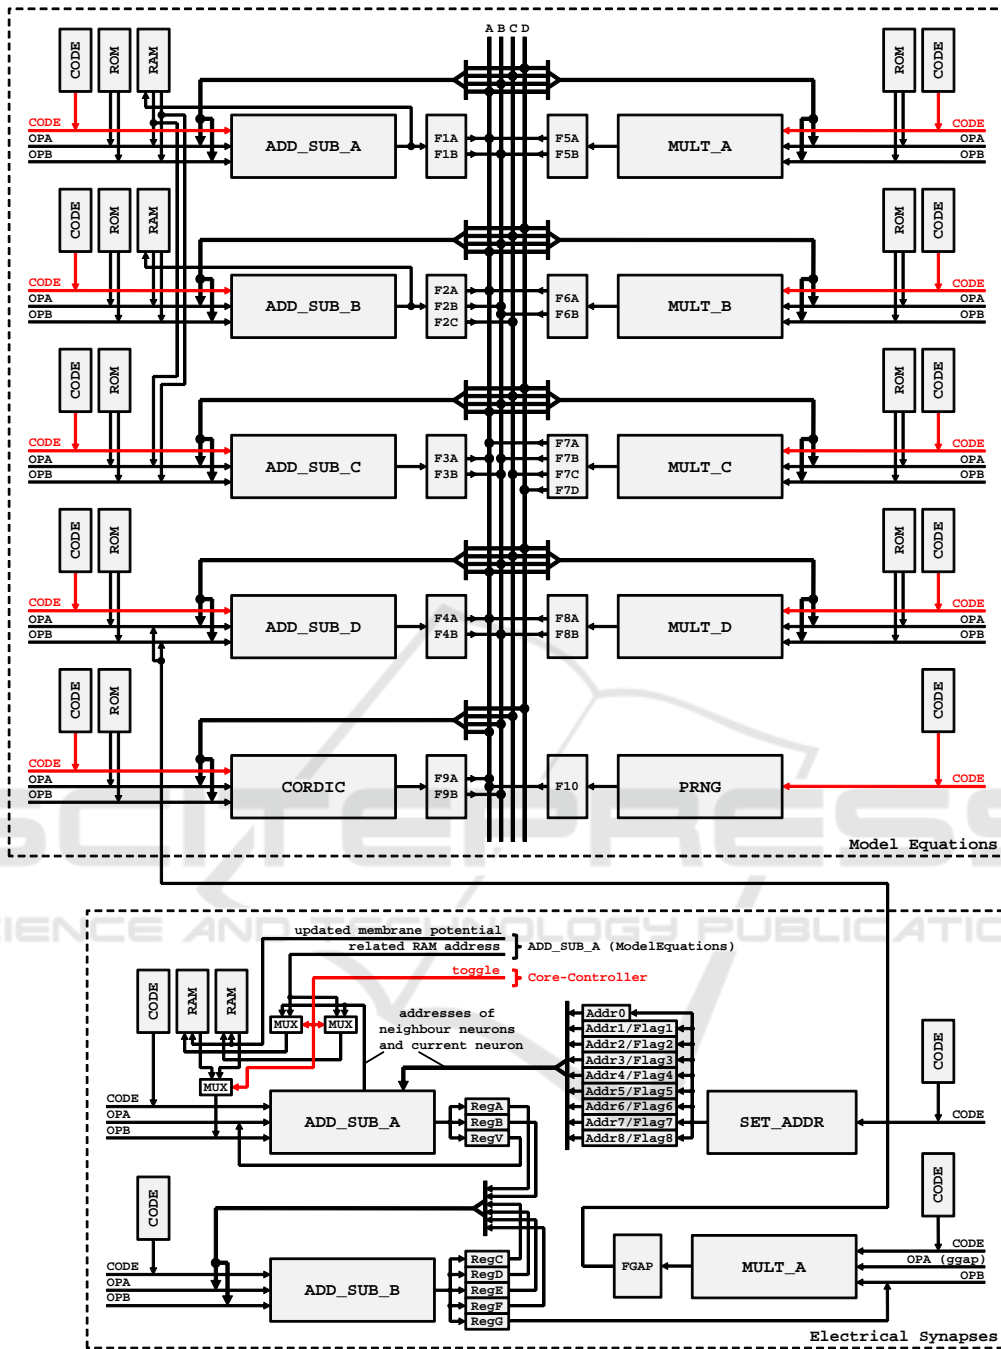 A B C D
CODE
ROM
RAM
ROM
CODE
CODE
OPA
OPB
ADD_SUB_A
F1A
F1B
F5A
F5B
MULT_A
CODE
OPA
OPB
CODE
ROM
RAM
ROM
CODE
CODE
OPA
OPB
ADD_SUB_B
F2A
F2B
F2C
F6A
F6B
MULT_B
CODE
OPA
OPB
CODE
ROM
ROM
CODE
CODE
OPA
OPB
ADD_SUB_C
F3A
F3B
F7A
F7B
F7C
F7D
MULT_C
CODE
OPA
OPB
CODE
ROM
ROM
CODE
CODE
OPA
OPB
ADD_SUB_D
F4A
F4B
F8A
F8B
MULT_D
CODE
OPA
OPB
CODE
ROM
CODE
CODE
OPA
OPB
CORDIC
F9A
F9B
F10
PRNG
CODE
Model Equations
SCITEPRESS
SCIENCE AND TECHNOLOGY PUBLICATIO
updated membrane potential
related RAM address
ADD_SUB_A (ModelEquations)
toggle
Core-Controller
CODE
RAM
RAM
MUX
MUX
MUX
addresses of
neighbour neurons
and current neuron
Addr0
Addr1/Flag1
Addr2/Flag2
Addr3/Flag3
Addr4/Flag4
Addr5/Flag5
Addr6/Flag6
Addr7/Flag7
Addr8/Flag8
CODE
CODE
OPA
OPB
ADD_SUB_A
RegA
RegB
RegV
SET_ADDR
CODE
CODE
CODE
CODE
OPA
OPB
ADD_SUB_B
RegC
RegD
RegE
RegF
RegG
FGAP
MULT_A
CODE
OPA (ggap)
OPB
Electrical Synapses